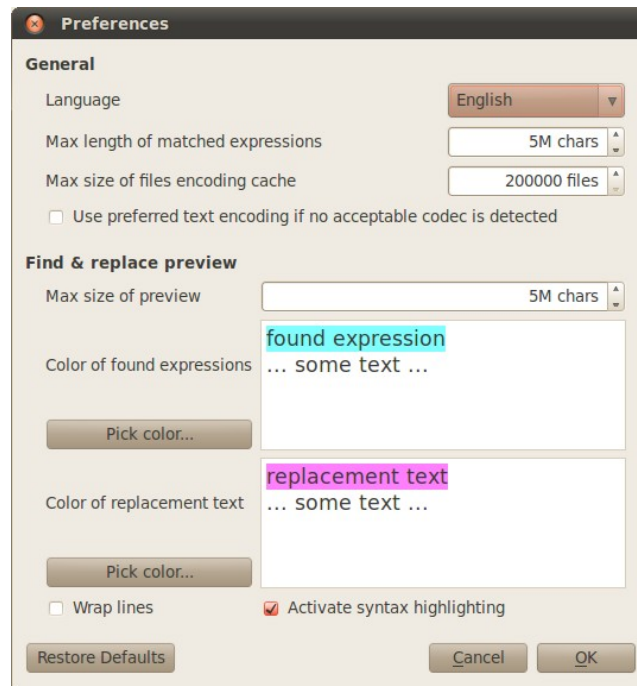 Preferences
General
Language English
Max length of matched expressions 5M chars
Max size of files encoding cache 200000 files
Use preferred text encoding if no acceptable codec is detected
Find & replace preview
Max size of preview 5M chars
found expression
Color of found expressions ... some text ...
Pick color...
replacement text
Color of replacement text ... some text ...
Pick color...
Wrap lines Activate syntax highlighting
Restore Defaults Cancel OK